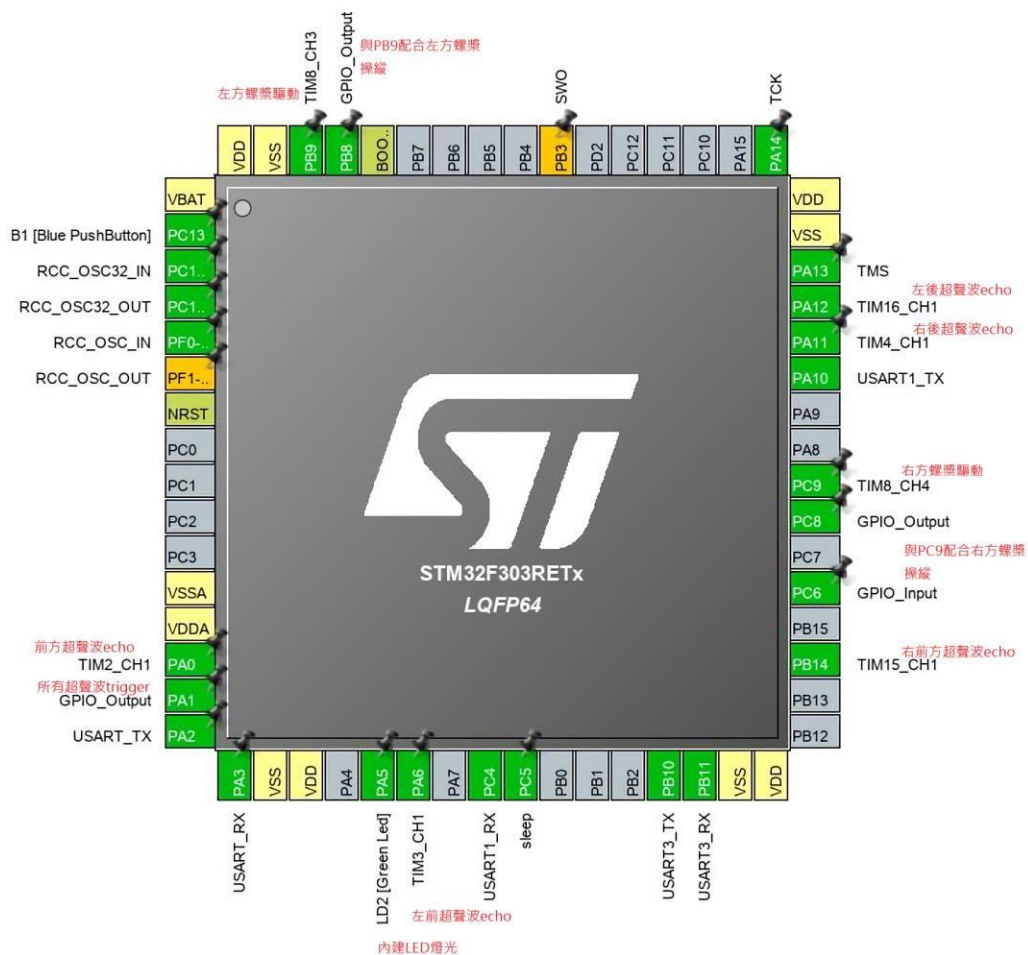 TIM8_CH3
GPIO_Output
與PB9配合左方螺槳
操縱
左方螺槳驅動
SWO
TCK
VDD
VSS
PB9
PB8
BOO..
PB7
PB6
PB5
PB4
PB3
PD2
PC12
PC11
PC10
PA15
PA14
VBAT
B1 [Blue PushButton] PC13
RCC_OSC32_IN PC1..
RCC_OSC32_OUT PC1..
RCC_OSC_IN PF0-..
RCC_OSC_OUT PF1-..
NRST
PC0
PC1
PC2
PC3
VSSA
VDDA
前方超聲波echo
TIM2_CH1 PA0
所有超聲波trigger
GPIO_Output PA1
USART_TX PA2
ST
STM32F303RETx
LQFP64
VDD
VSS
PA13 TMS
左後超聲波echo
PA12 TIM16_CH1
右後超聲波echo
PA11 TIM4_CH1
PA10 USART1_TX
PA9
PA8
右方螺槳驅動
PC9 TIM8_CH4
PC8 GPIO_Output
PC7
與PC9配合右方螺槳
操縱
PC6 GPIO_Input
PB15
右前方超聲波echo
PB14 TIM15_CH1
PB13
PB12
PA3
VSS
VDD
PA4
PA5
PA6
PA7
PC4
PC5
PB0
PB1
PB2
PB10
PB11
VSS
VDD
USART_RX
LD2 [Green Led]
TIM3_CH1
USART1_RX
sleep
USART3_TX
USART3_RX
左前超聲波echo
內建LED燈光